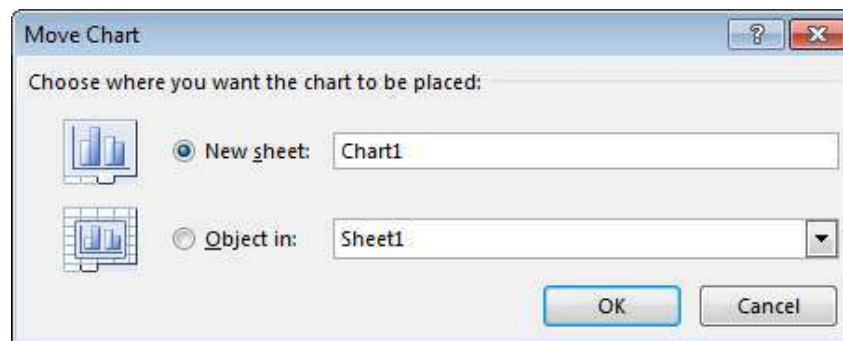 Move Chart
?
Choose where you want the chart to be placed:
New sheet: Chart1
Object in: Sheet1
OK Cancel